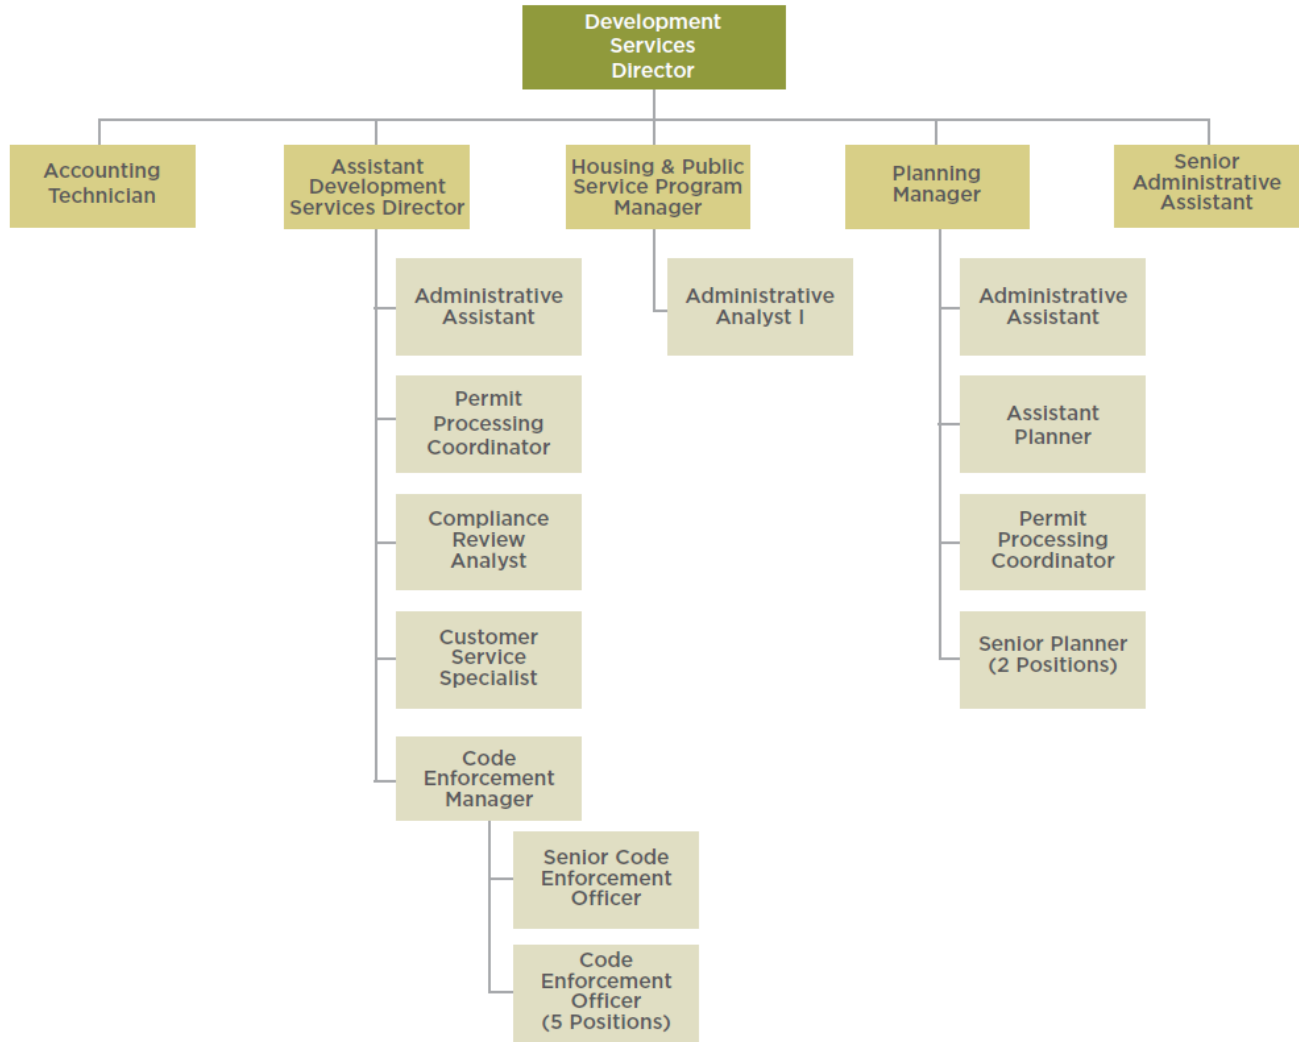 Development
Services
Director
Accounting
Technician
Assistant
Development
Services Director
Housing & Public
Service Program
Manager
Planning
Manager
Senior
Administrative
Assistant
Administrative
Assistant
Permit
Processing
Coordinator
Compliance
Review
Analyst
Customer
Service
Specialist
Code
Enforcement
Manager
Senior Code
Enforcement
Officer
Code
Enforcement
Officer
(5 Positions)
Administrative
Analyst I
Administrative
Assistant
Assistant
Planner
Permit
Processing
Coordinator
Senior Planner
(2 Positions)